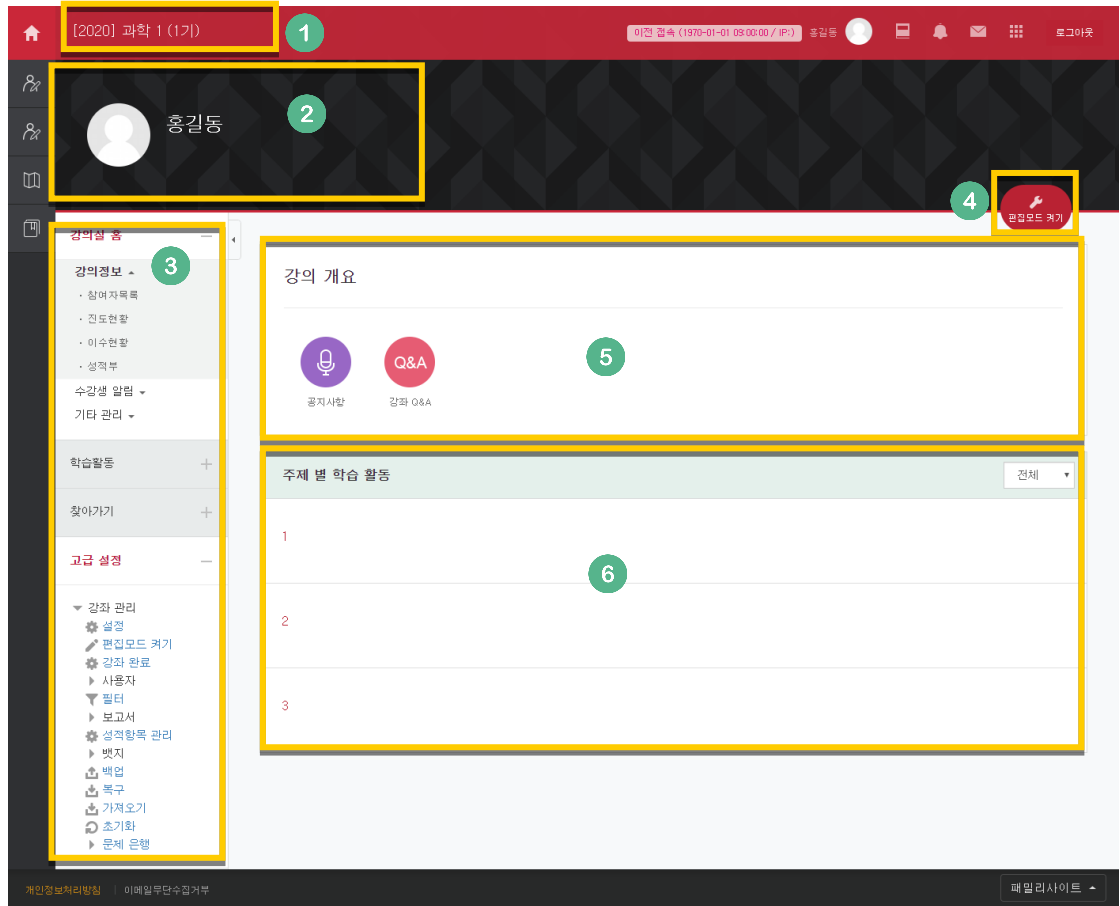 [2020] 과학 1 (1기)
1
이전 접속 (1970-01-01 09:00:00 / IP:)
홍길동
로그아웃
홍길동
2
4
편집모드 켜기
강의실 홈
3
강의정보
· 참여자목록
· 진도현황
· 이수현황
· 성적부
수강생 알림
기타 관리
학습활동
찾아가기
고급 설정
강좌 관리
설정
편집모드 켜기
강좌 완료
사용자
필터
보고서
성적항목 관리
뱃지
백업
복구
가져오기
초기화
문제 은행
강의 개요
5
Q&A
공지사항
강좌 Q&A
주제 별 학습 활동
전체
1
6
2
3
개인정보처리방침
이메일무단수집거부
패밀리사이트